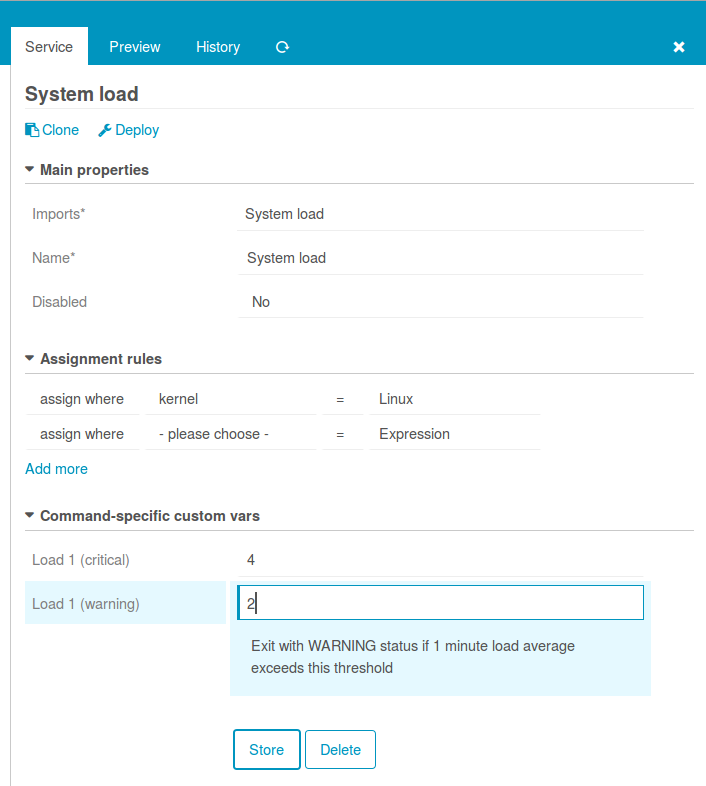 Service Preview History
System load
Clone Deploy
Main properties
Imports* System load
Name* System load
Disabled No
Assignment rules
assign where kernel = Linux
assign where - please choose - = Expression
Add more
Command-specific custom vars
Load 1 (critical) 4
Load 1 (warning) 2
Exit with WARNING status if 1 minute load average
exceeds this threshold
Store Delete